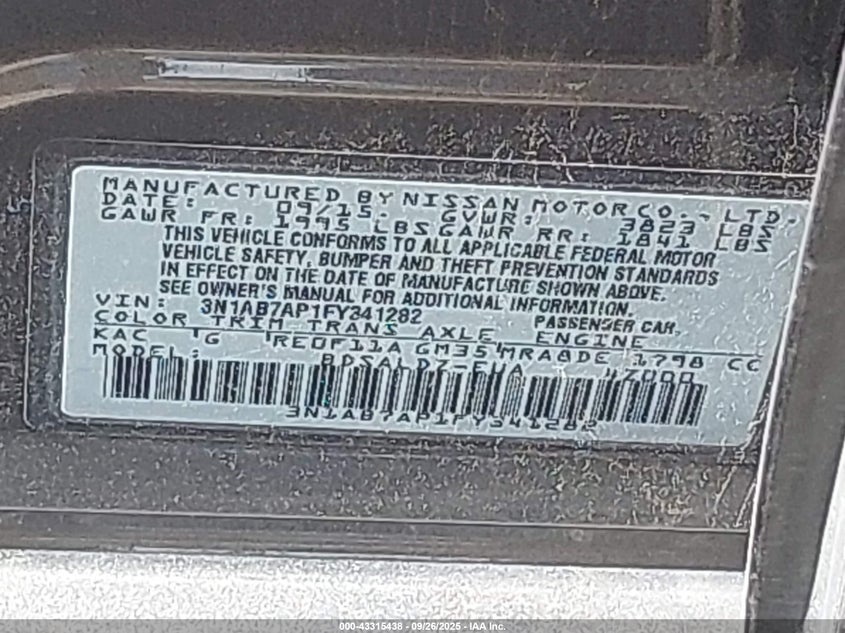 MANUFACTURED BY NISSAN MOTOR CO., LTD.
DATE: 09/15. GVWR: 3823 LBS
GAWR FR: 1995 LBS GAWR RR: 1841 LBS
THIS VEHICLE CONFORMS TO ALL APPLICABLE FEDERAL MOTOR
VEHICLE SAFETY, BUMPER AND THEFT PREVENTION STANDARDS
IN EFFECT ON THE DATE OF MANUFACTURE SHOWN ABOVE.
SEE OWNER'S MANUAL FOR ADDITIONAL INFORMATION.
VIN: 3N1AB7AP1FY341282 PASSENGER CAR
COLOR TRIM TRANS AXLE ENGINE
KAC G RE0F11A GM35 MRA8DE 1798 CC
MODEL: BDSALDZ-EUA
3N1AB7AP1FY341282
000-43315438 - 09/26/2025 - IAA Inc.